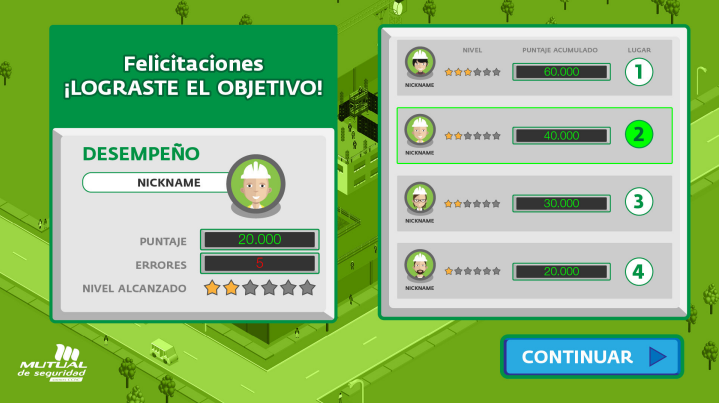 Felicitaciones
¡LOGRASTE EL OBJETIVO!
DESEMPEÑO
NICKNAME
PUNTAJE 20.000
ERRORES 5
NIVEL ALCANZADO
MUTUAL
de seguridad
NIVEL PUNTAJE ACUMULADO LUGAR
60.000 1
NICKNAME
40.000 2
NICKNAME
30.000 3
NICKNAME
20.000 4
NICKNAME
CONTINUAR